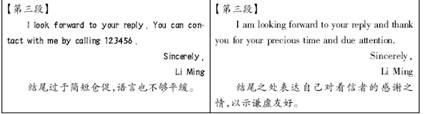 【第三段】
I look forward to your reply. You can con-
tact with me by calling 123456.
Sincerely,
Li Ming
结尾过于简短仓促,语言也不够平缓。
【第三段】
I am looking forward to your reply and thank
you for your precious time and due attention.
Sincerely,
Li Ming
结尾之处表达自己对着信者的感谢之
情,以示谦虚友好。